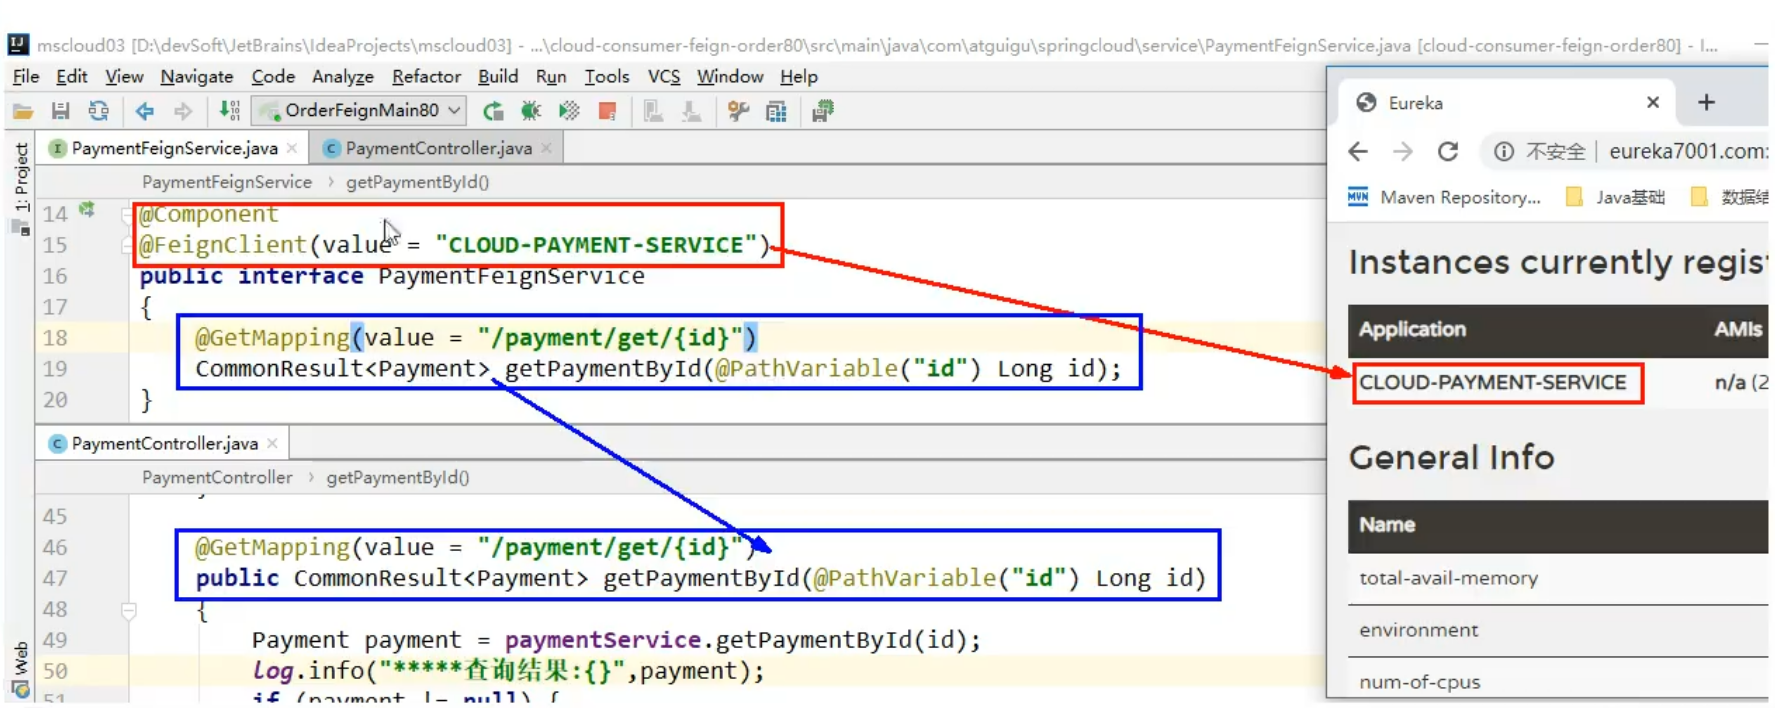 mscloud03 [D:\devSoft\JetBrains\IdeaProjects\mscloud03] - ...\cloud-consumer-feign-order80\src\main\java\com\atguigu\springcloud\service\PaymentFeignService.java [cloud-consumer-feign-order80] - I...
File Edit View Navigate Code Analyze Refactor Build Run Tools VCS Window Help
OrderFeignMain80
PaymentFeignService.java
PaymentController.java
PaymentFeignService › getPaymentById()
1: Project
14 @Component
15 @FeignClient(value = "CLOUD-PAYMENT-SERVICE")
16 public interface PaymentFeignService
17 {
18 @GetMapping(value = "/payment/get/{id}")
19 CommonResult<Payment> getPaymentById(@PathVariable("id") Long id);
20 }
PaymentController.java
PaymentController › getPaymentById()
45
46 @GetMapping(value = "/payment/get/{id}")
47 public CommonResult<Payment> getPaymentById(@PathVariable("id") Long id)
48 {
49 Payment payment = paymentService.getPaymentById(id);
50 log.info("*****查询结果:{}",payment);
51 if (payment != null) {
Web
Eureka
不安全 | eureka7001.com:
MVN Maven Repository... Java基础 数据结
Instances currently regist
Application AMIs
CLOUD-PAYMENT-SERVICE n/a (2
General Info
Name
total-avail-memory
environment
num-of-cpus